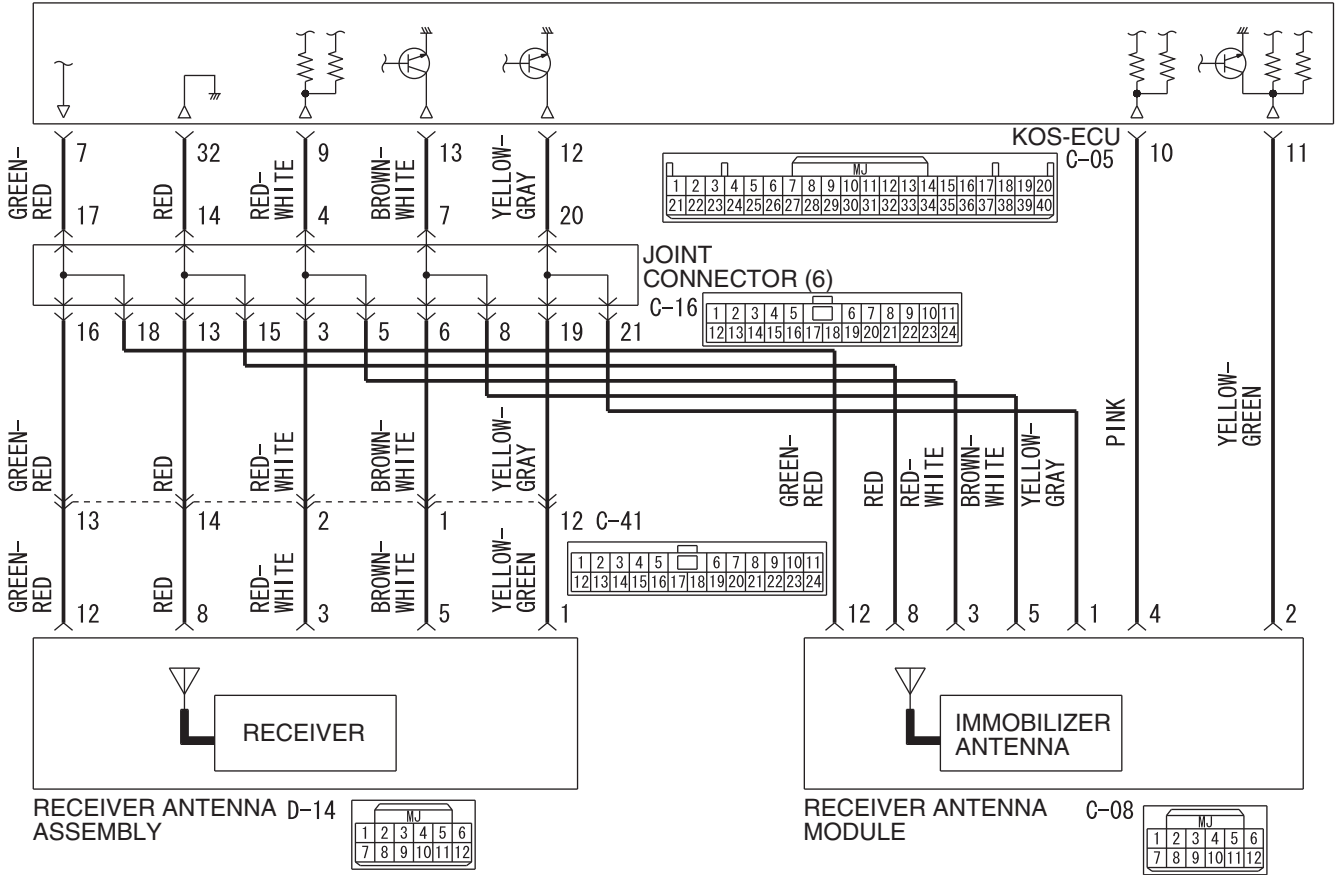 KOS-ECU
C-05
7 32 9 13 12 10 11
GREEN-
RED
RED
RED-
WHITE
BROWN-
WHITE
YELLOW-
GRAY
MJ
1 2 3 4 5 6 7 8 9 10 11 12 13 14 15 16 17 18 19 20
21 22 23 24 25 26 27 28 29 30 31 32 33 34 35 36 37 38 39 40
17 14 4 7 20
JOINT
CONNECTOR (6)
C-16
1 2 3 4 5 6 7 8 9 10 11
12 13 14 15 16 17 18 19 20 21 22 23 24
16 18 13 15 3 5 6 8 19 21
GREEN-
RED
RED
RED-
WHITE
BROWN-
WHITE
YELLOW-
GRAY
GREEN-
RED
RED
RED-
WHITE
BROWN-
WHITE
YELLOW-
GRAY
PINK
YELLOW-
GREEN
13 14 2 1 12 C-41
1 2 3 4 5 6 7 8 9 10 11
12 13 14 15 16 17 18 19 20 21 22 23 24
GREEN-
RED
RED
RED-
WHITE
BROWN-
WHITE
YELLOW-
GREEN
12 8 3 5 1 12 8 3 5 1 4 2
RECEIVER
IMMOBILIZER
ANTENNA
RECEIVER ANTENNA
ASSEMBLY
D-14
MJ
1 2 3 4 5 6
7 8 9 10 11 12
RECEIVER ANTENNA
MODULE
C-08
MJ
1 2 3 4 5 6
7 8 9 10 11 12